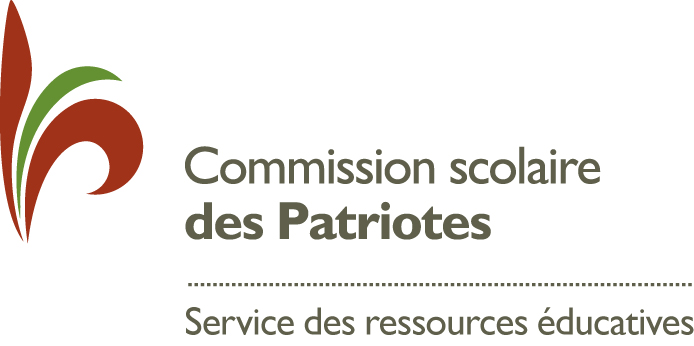 Commission scolaire
des Patriotes
Service des ressources éducatives